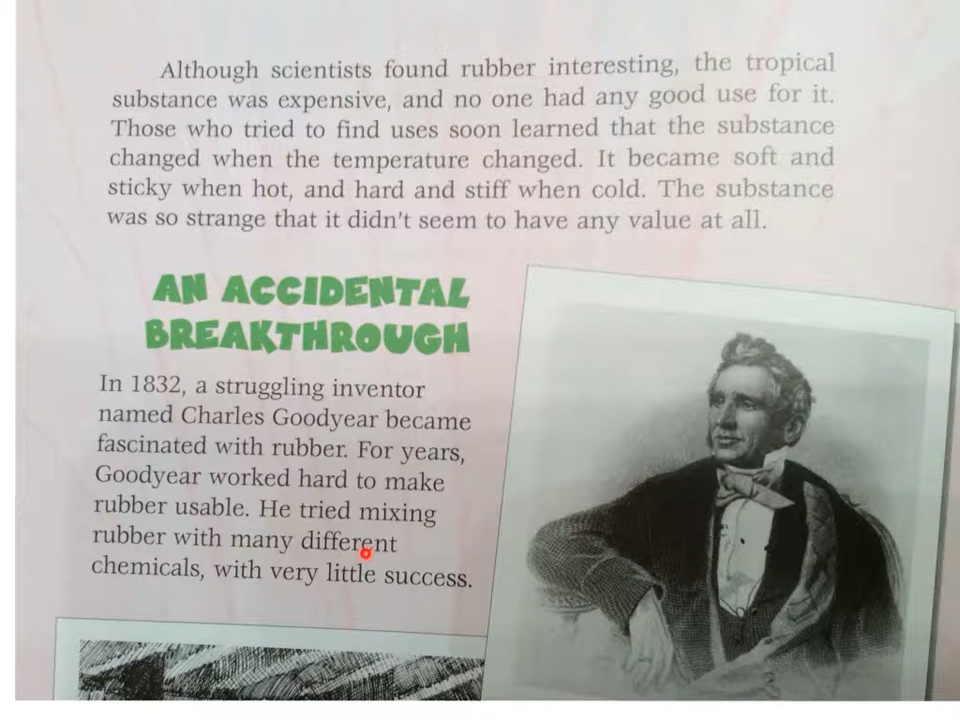 Although scientists found rubber interesting, the tropical
substance was expensive, and no one had any good use for it.
Those who tried to find uses soon learned that the substance
changed when the temperature changed. It became soft and
sticky when hot, and hard and stiff when cold. The substance
was so strange that it didn't seem to have any value at all.
AN ACCIDENTAL
BREAKTHROUGH
In 1832, a struggling inventor
named Charles Goodyear became
fascinated with rubber. For years,
Goodyear worked hard to make
rubber usable. He tried mixing
rubber with many different
chemicals, with very little success.